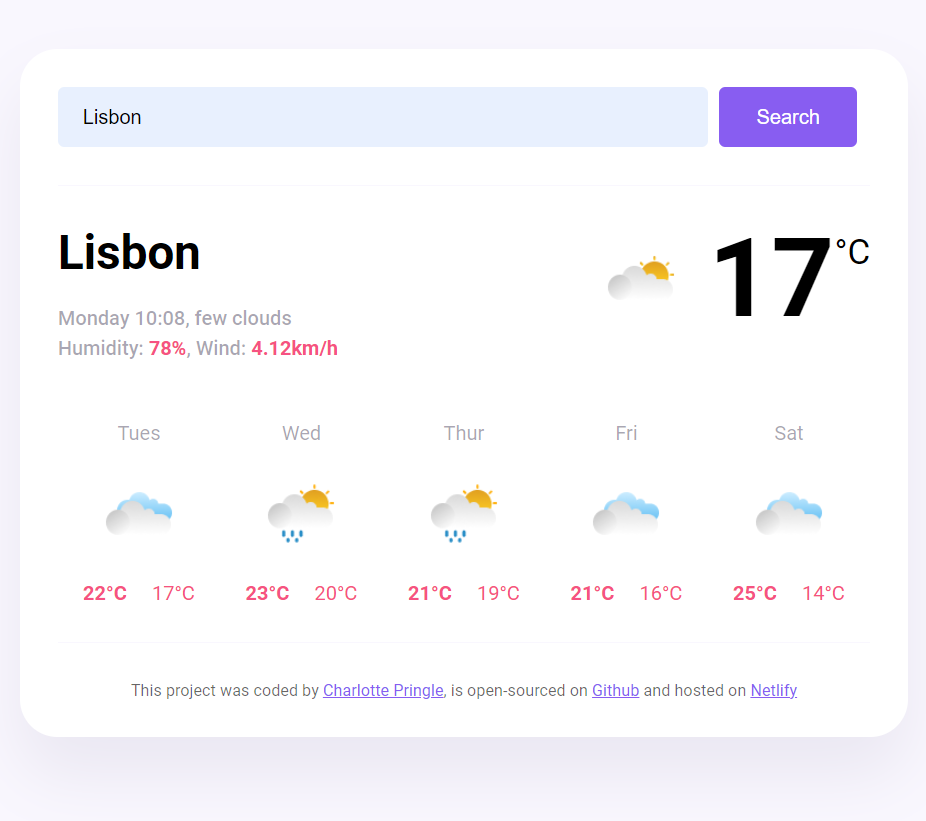 Lisbon
Search
Lisbon
17°C
Monday 10:08, few clouds
Humidity: 78%, Wind: 4.12km/h
Tues Wed Thur Fri Sat
22°C 17°C 23°C 20°C 21°C 19°C 21°C 16°C 25°C 14°C
This project was coded by Charlotte Pringle, is open-sourced on Github and hosted on Netlify